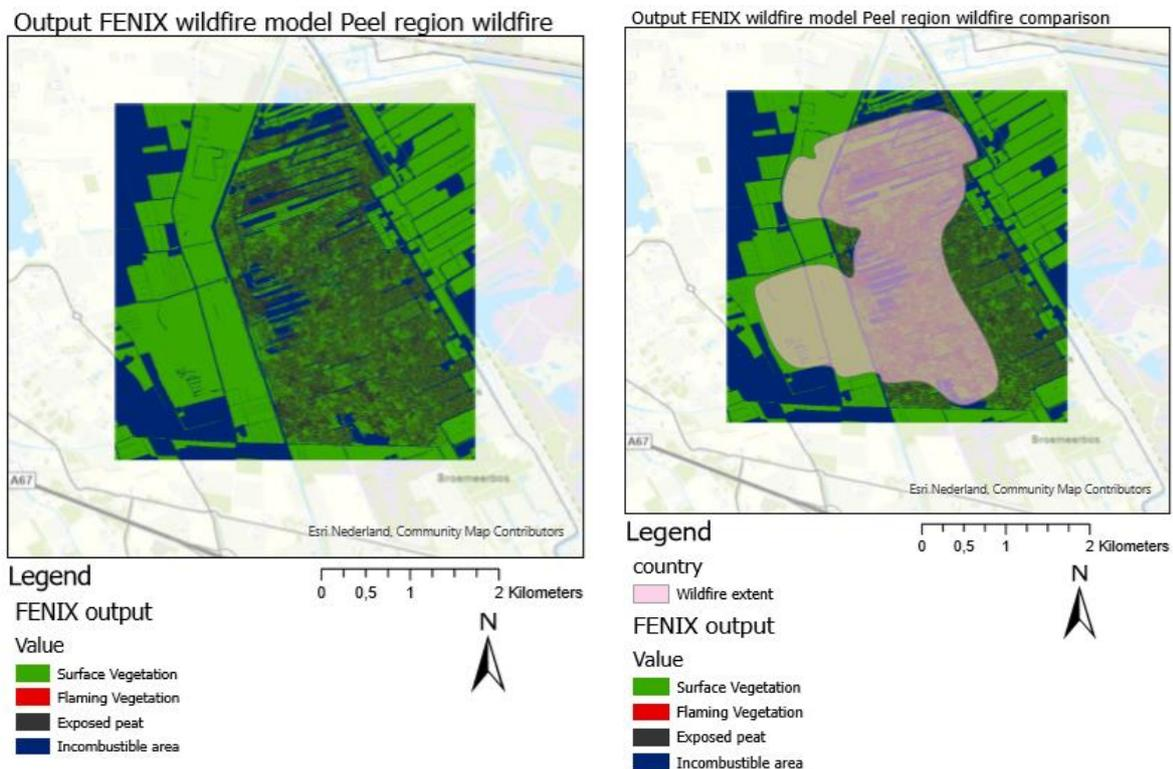 Output FENIX wildfire model Peel region wildfire
A67
Broemeerbos
Esri Nederland, Community Map Contributors
Legend
FENIX output
Value
Surface Vegetation
Flaming Vegetation
Exposed peat
Incombustible area
0 0,5 1 2 Kilometers
N
Output FENIX wildfire model Peel region wildfire comparison
A67
Broemeerbos
Esri Nederland, Community Map Contributors
Legend
country
Wildfire extent
FENIX output
Value
Surface Vegetation
Flaming Vegetation
Exposed peat
Incombustible area
0 0,5 1 2 Kilometers
N